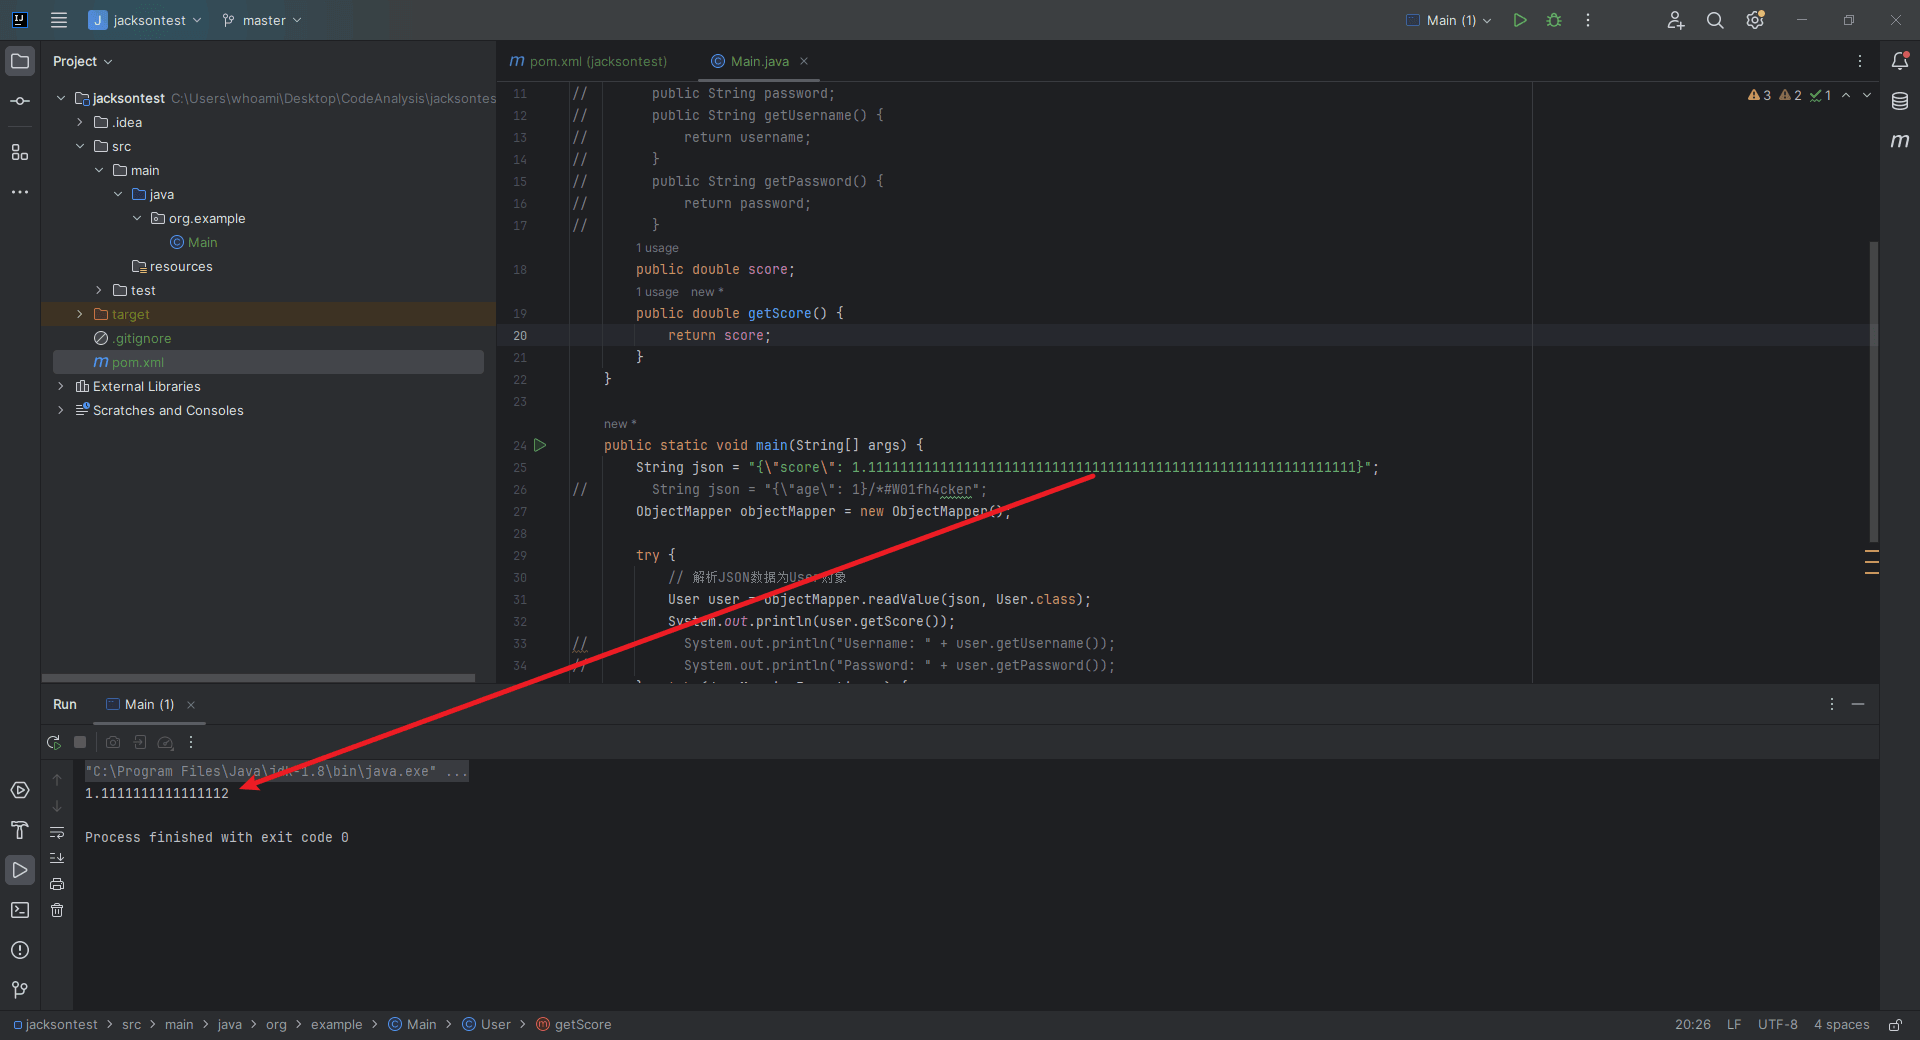 IJ
J jacksontest
master
Main (1)
Project
m pom.xml (jacksontest)
Main.java
jacksontest C:\Users\whoami\Desktop\CodeAnalysis\jacksontes
.idea
src
main
java
org.example
Main
resources
test
target
.gitignore
m pom.xml
External Libraries
Scratches and Consoles
3 2 1
m
11 // public String password;
12 // public String getUsername() {
13 // return username;
14 // }
15 // public String getPassword() {
16 // return password;
17 // }
1 usage
18 public double score;
1 usage new *
19 public double getScore() {
20 return score;
21 }
22 }
23
new *
24 public static void main(String[] args) {
25 String json = "{\"score\": 1.1111111111111111111111111111111111111111111111111111111111111}";
26 // String json = "{\"age\": 1}/*#W01fh4cker";
27 ObjectMapper objectMapper = new ObjectMapper();
28
29 try {
30 // 解析JSON数据为User对象
31 User user = objectMapper.readValue(json, User.class);
32 System.out.println(user.getScore());
33 // System.out.println("Username: " + user.getUsername());
34 // System.out.println("Password: " + user.getPassword());
Run
Main (1)
"C:\Program Files\Java\jdk-1.8\bin\java.exe" ...
1.1111111111111112
Process finished with exit code 0
jacksontest > src > main > java > org > example > Main > User > getScore
20:26 LF UTF-8 4 spaces